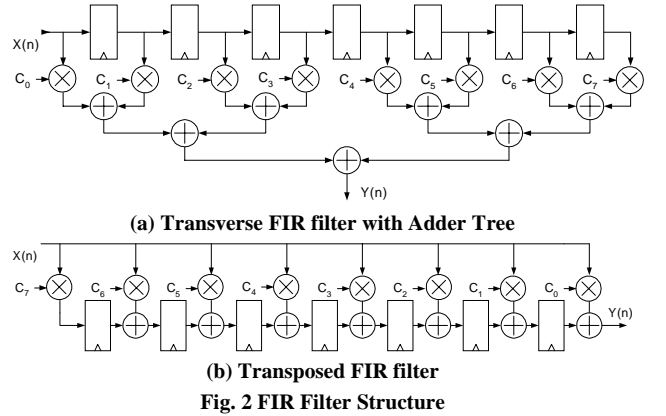 X(n)
C0 C1 C2 C3 C4 C5 C6 C7
Y(n)
(a) Transverse FIR filter with Adder Tree
X(n)
C7 C6 C5 C4 C3 C2 C1 C0
Y(n)
(b) Transposed FIR filter
Fig. 2 FIR Filter Structure